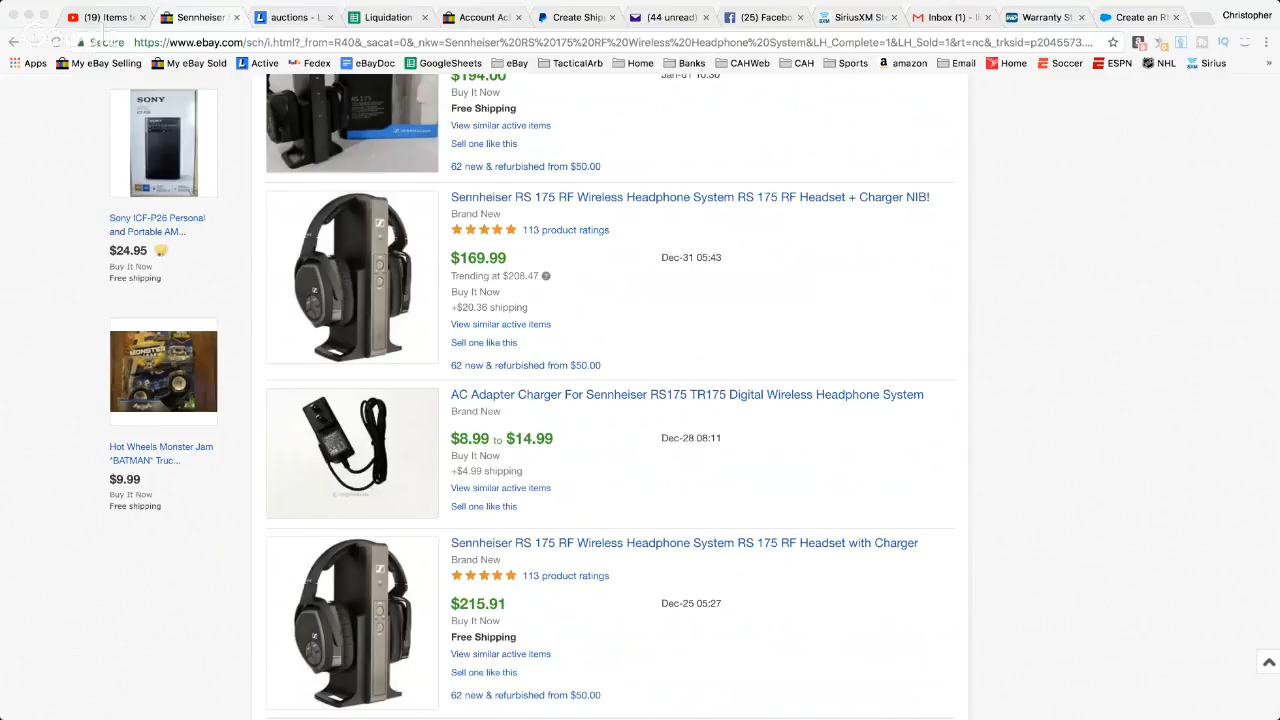 (19) Items to
Sennheiser
auctions - L
Liquidation
Account Ac
Create Ship
(44 unread)
(25) Facebo
SiriusXM St
Inbox (1) - li
Warranty St
Create an R
Christopher
Secure
https://www.ebay.com/sch/i.html?_from=R40&_sacat=0&_nkw=Sennheiser%20RS%20175%20RF%20Wireless%20Headphone%20System&LH_Complete=1&LH_Sold=1&rt=nc&_trksid=p2045573....
Apps
My eBay Selling
My eBay Sold
Active
Fedex
eBayDoc
GoogleSheets
eBay
TacticalArb
Home
Banks
CAHWork
CAH
Sports
amazon
Email
Home
Soccer
ESPN
NHL
Sirius
SONY
Sony ICF-P26 Personal
and Portable AM...
$24.95
Buy It Now
Free shipping
MONSTER
JAM
Hot Wheels Monster Jam
*BATMAN* Truc...
$9.99
Buy It Now
Free shipping
RS 175
$194.00
Jan-01 10:30
Buy It Now
Free Shipping
View similar active items
Sell one like this
62 new & refurbished from $50.00
Sennheiser RS 175 RF Wireless Headphone System RS 175 RF Headset + Charger NIB!
Brand New
113 product ratings
$169.99
Dec-31 05:43
Trending at $208.47
Buy It Now
+$20.36 shipping
View similar active items
Sell one like this
62 new & refurbished from $50.00
AC Adapter Charger For Sennheiser RS175 TR175 Digital Wireless Headphone System
Brand New
$8.99 to $14.99
Dec-28 08:11
Buy It Now
+$4.99 shipping
View similar active items
Sell one like this
Sennheiser RS 175 RF Wireless Headphone System RS 175 RF Headset with Charger
Brand New
113 product ratings
$215.91
Dec-25 05:27
Buy It Now
Free Shipping
View similar active items
Sell one like this
62 new & refurbished from $50.00